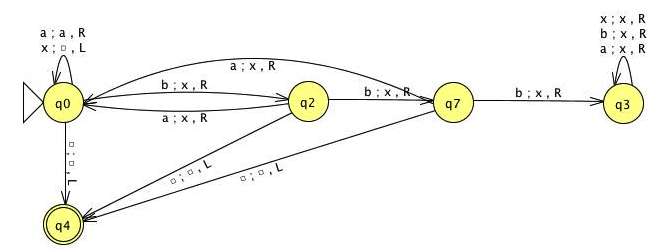 x ; x , R
a ; a , R
b ; x , R
x ; □ , L
a ; x , R
a ; x , R
b ; x , R
b ; x , R
b ; x , R
q0
q2
q7
q3
a ; x , R
□ ; □ , L
□ ; □ , L
□ ; □ , L
q4